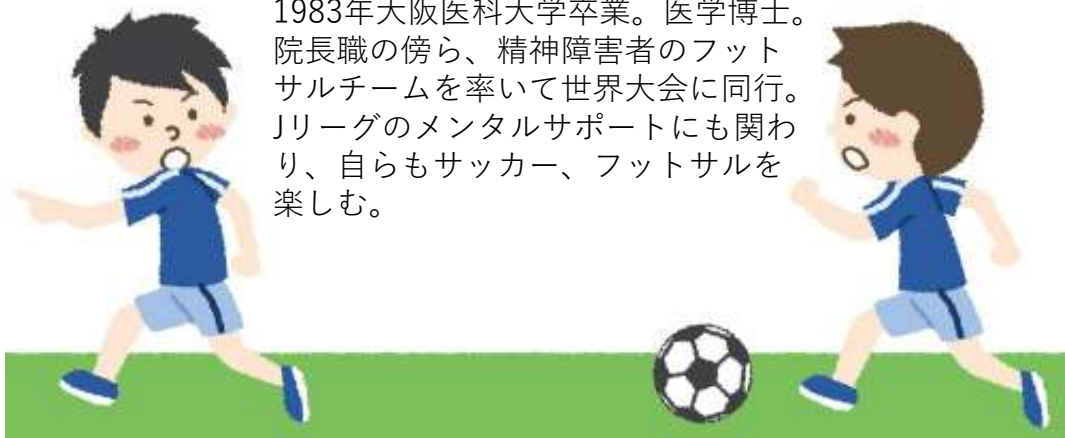 1983年大阪医科大学卒業。医学博士。
院長職の傍ら、精神障害者のフット
サルチームを率いて世界大会に同行。
Jリーグのメンタルサポートにも関わ
り、自らもサッカー、フットサルを
楽しむ。